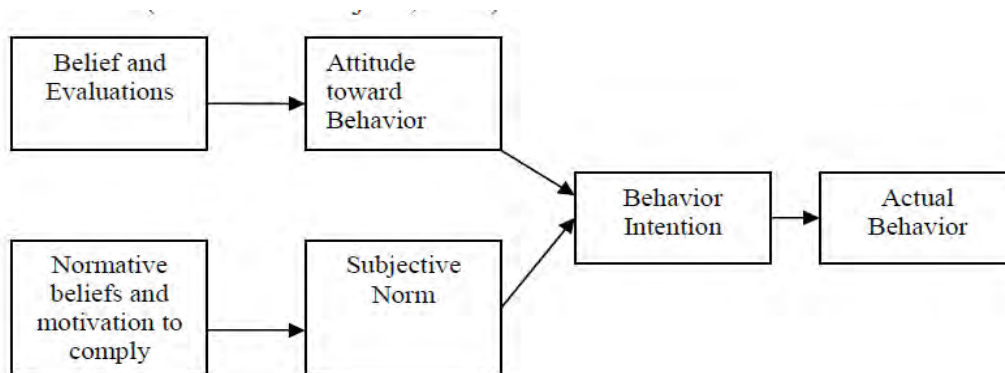 Belief and
Evaluations
Attitude
toward
Behavior
Behavior
Intention
Actual
Behavior
Normative
beliefs and
motivation to
comply
Subjective
Norm